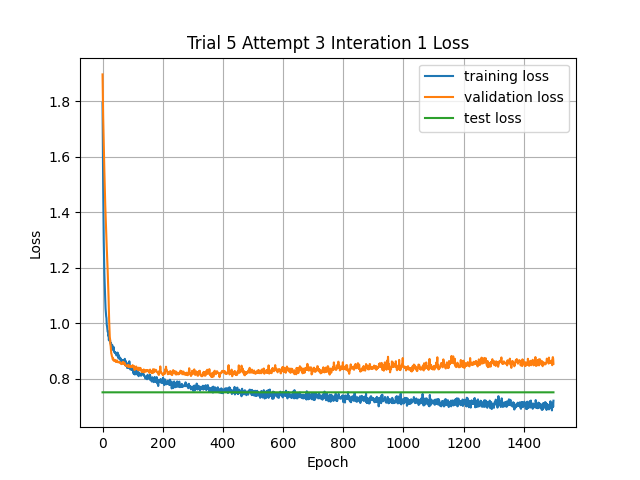 Trial 5 Attempt 3 Interation 1 Loss
training loss
validation loss
test loss
1.8
1.6
1.4
1.2
1.0
0.8
Loss
0
200
400
600
800
1000
1200
1400
Epoch